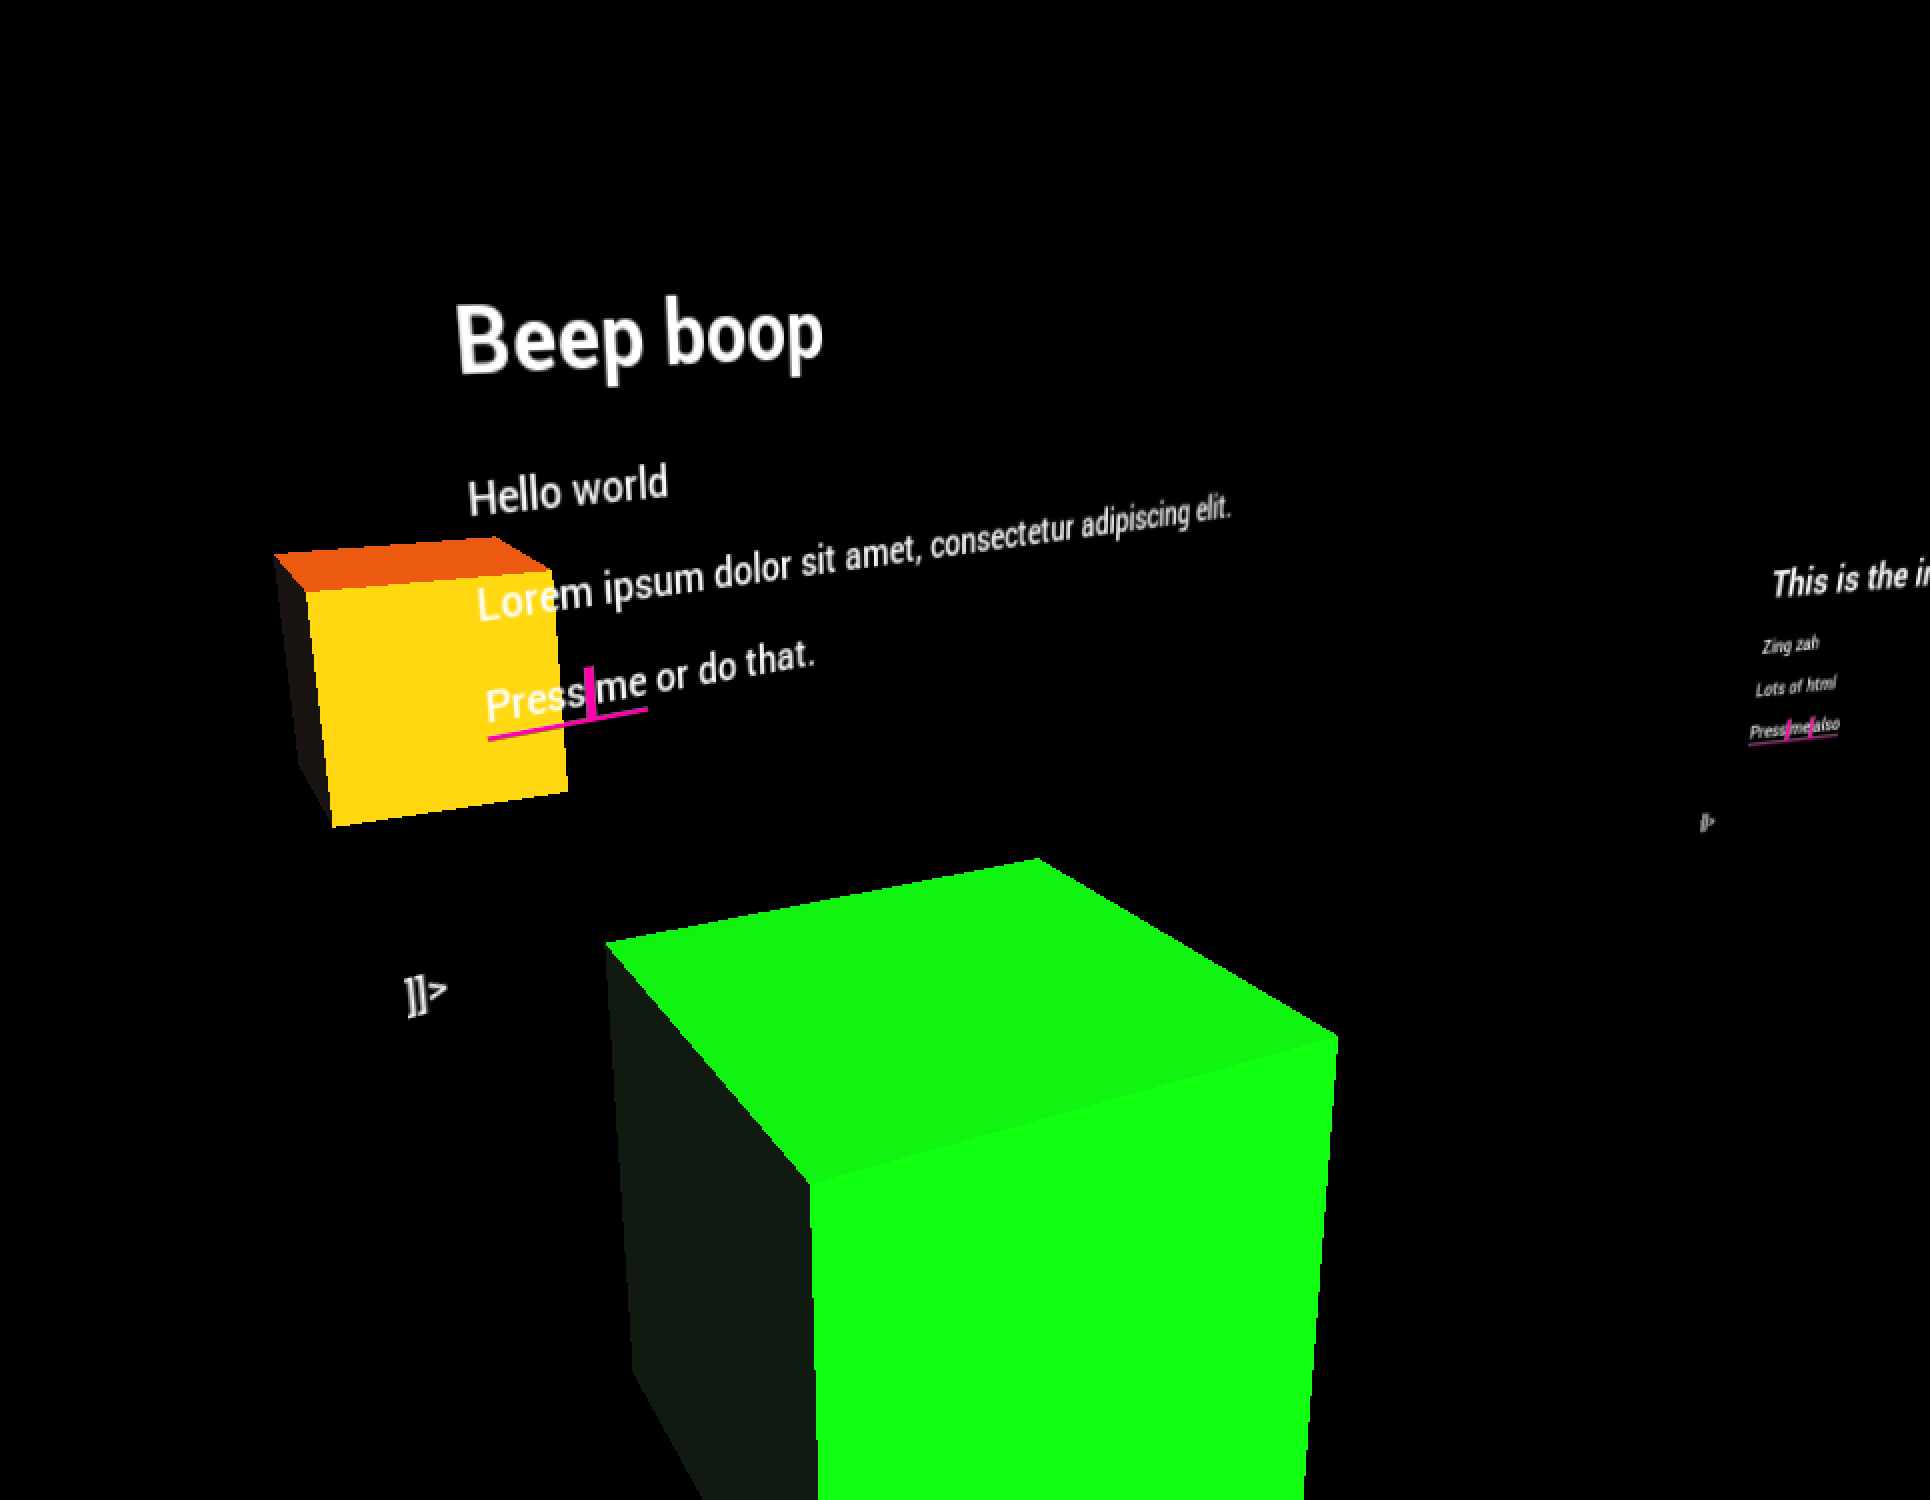 Beep boop
Hello world
Lorem ipsum dolor sit amet, consectetur adipiscing elit.
Press me or do that.
]]>
This is the
Zing zah
Lots of html
Press me also
]]>